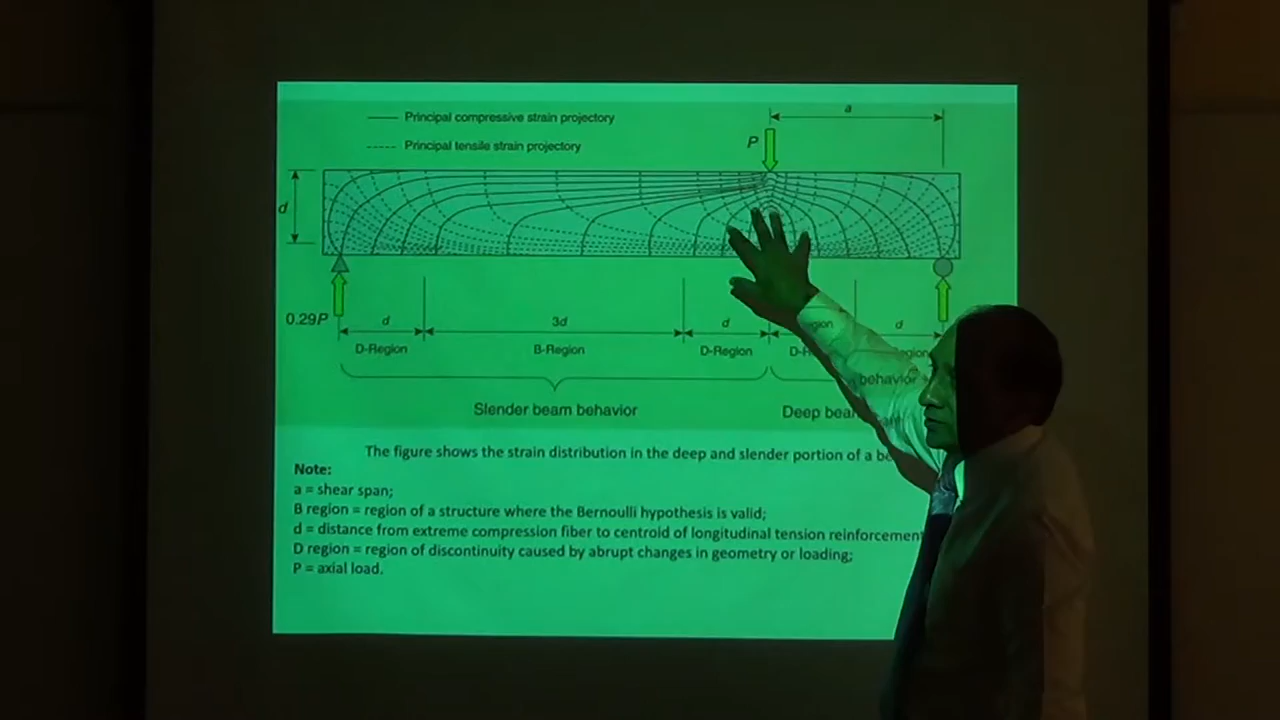 Principal compressive strain projectory
a
P
Principal tensile strain projectory
d
0.29P
d
3d
d
d
D-Region
B-Region
D-Region
behavior
Slender beam behavior
Deep
The figure shows the strain distribution in the deep and slender portion of a
Note:
a = shear span;
B region = region of a structure where the Bernoulli hypothesis is valid;
d = distance from extreme compression fiber to centroid of longitudinal tension reinforcement
D region = region of discontinuity caused by abrupt changes in geometry or loading;
P = axial load.